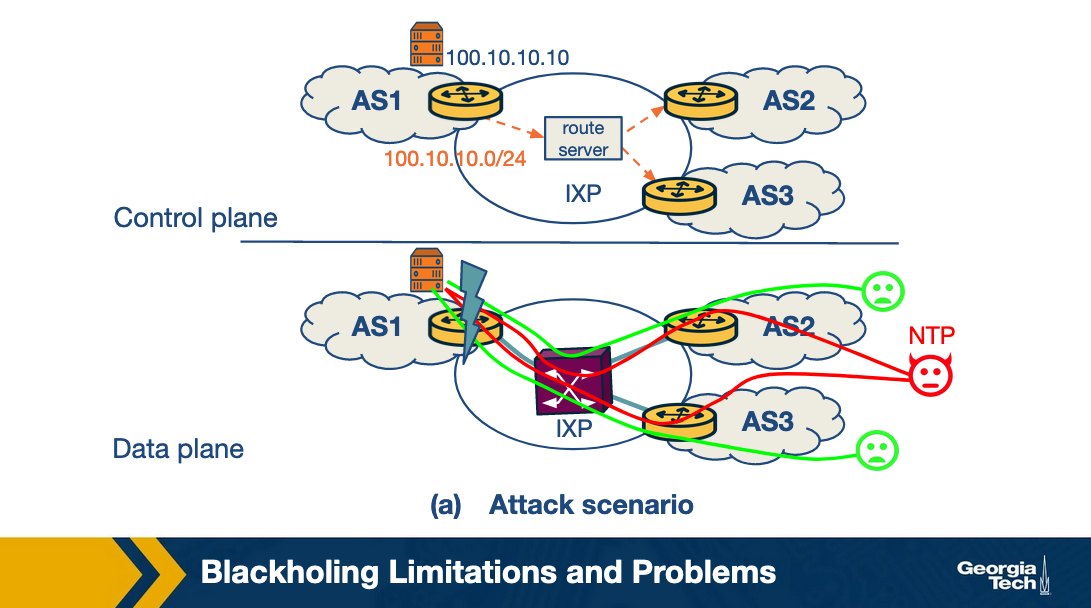 100.10.10.10
AS1
AS2
route
server
100.10.10.0/24
IXP
AS3
Control plane
AS1
AS2
NTP
IXP
AS3
Data plane
(a) Attack scenario
Blackholing Limitations and Problems
Georgia
Tech